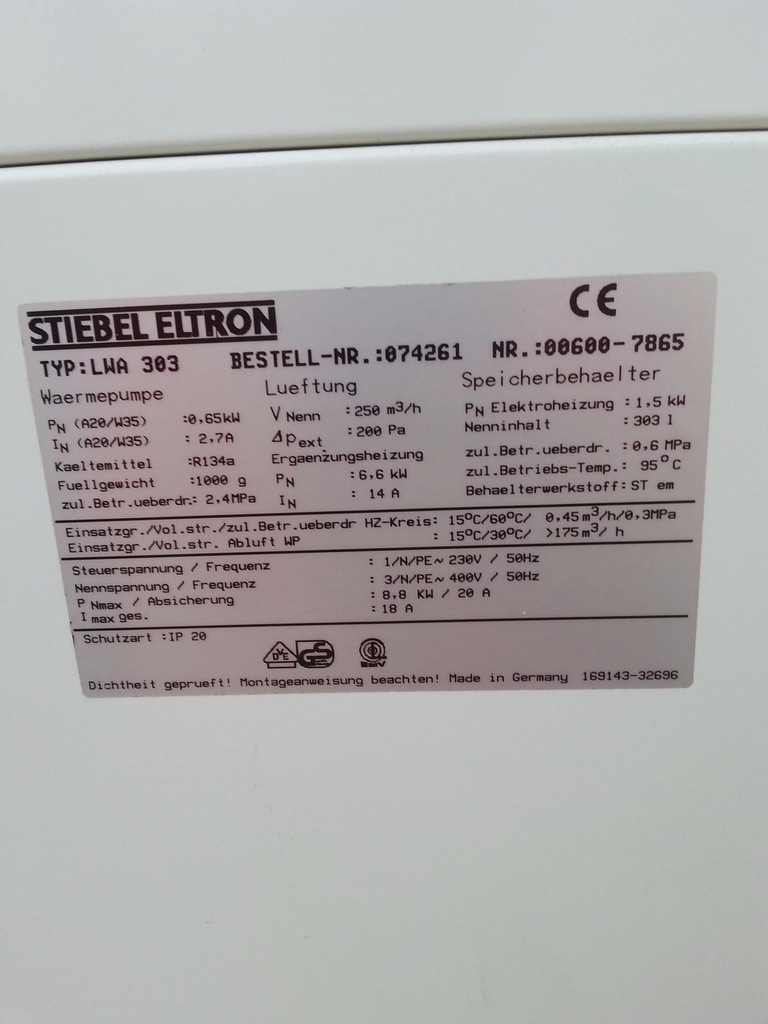 STIEBEL ELTRON CE
TYP:LWA 303 BESTELL-NR.:074261 NR.:00600-7865
Waermepumpe
PN (A20/W35) :0,65kW
IN (A20/W35) : 2,7A
Kaeltemittel :R134a
Fuellgewicht :1000 g
zul.Betr.ueberdr.: 2,4MPa
Lueftung
V Nenn : 250 m³/h
Δp ext. : 200 Pa
Ergaenzungsheizung
PN : 6,6 kW
IN : 14 A
Speicherbehaelter
PN Elektroheizung : 1,5 kW
Nenninhalt : 303 l
zul.Betr.ueberdr. : 0,6 MPa
zul.Betriebs-Temp.: 95°C
Behaelterwerkstoff: ST em
Einsatzgr./Vol.str./zul.Betr.ueberdr HZ-Kreis: 15°C/60°C/ 0,45m³/h/0,3MPa
Einsatzgr./Vol.str. Abluft WP : 15°C/30°C/ >175m³/ h
Steuerspannung / Frequenz : 1/N/PE~ 230V / 50Hz
Nennspannung / Frequenz : 3/N/PE~ 400V / 50Hz
P Nmax / Absicherung : 8,8 KW / 20 A
I max ges. : 18 A
Schutzart :IP 20
VDE GS EMV
Dichtheit geprueft! Montageanweisung beachten! Made in Germany 169143-32696